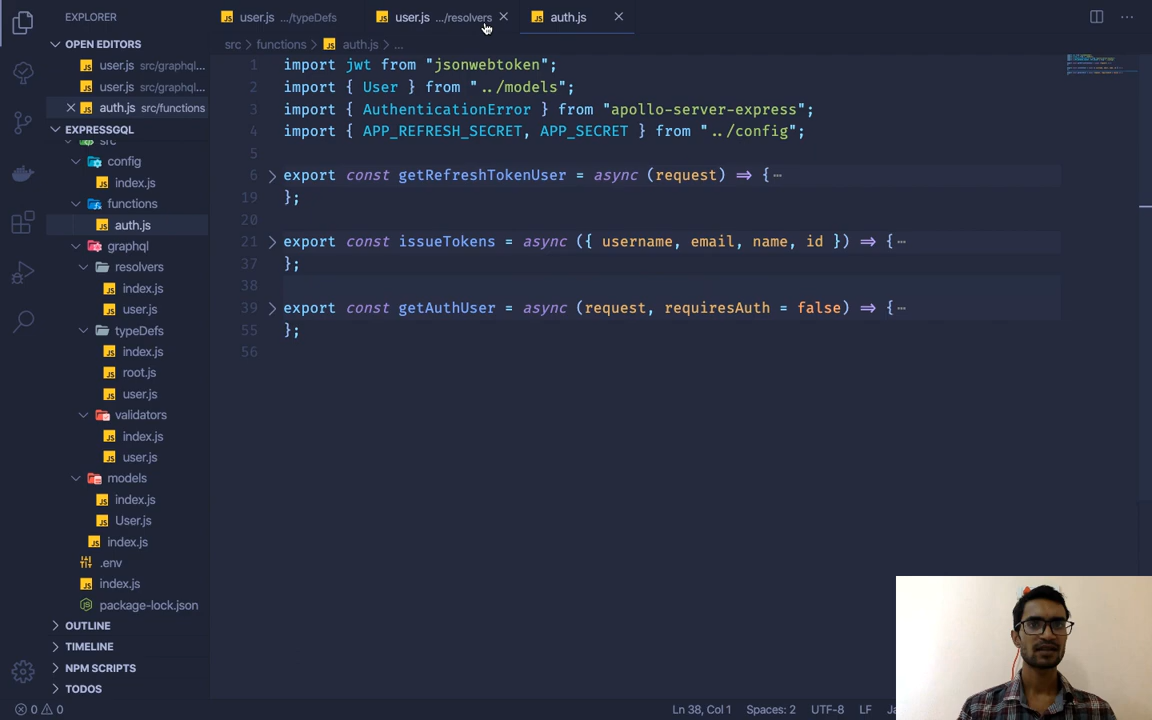 EXPLORER
OPEN EDITORS
user.js src/graphql...
user.js src/graphql...
auth.js src/functions
EXPRESSGQL
src
config
index.js
functions
auth.js
graphql
resolvers
index.js
user.js
typeDefs
index.js
root.js
user.js
validators
index.js
user.js
models
index.js
User.js
index.js
.env
index.js
package-lock.json
OUTLINE
TIMELINE
NPM SCRIPTS
TODOS
user.js .../typeDefs
user.js .../resolvers
auth.js
src > functions > auth.js > ...
1 import jwt from "jsonwebtoken";
2 import { User } from "../models";
3 import { AuthenticationError } from "apollo-server-express";
4 import { APP_REFRESH_SECRET, APP_SECRET } from "../config";
5
6 export const getRefreshTokenUser = async (request) => {⋯
19 };
20
21 export const issueTokens = async ({ username, email, name, id }) => {⋯
37 };
38
39 export const getAuthUser = async (request, requiresAuth = false) => {⋯
55 };
56
0 0
Ln 38, Col 1 Spaces: 2 UTF-8 LF